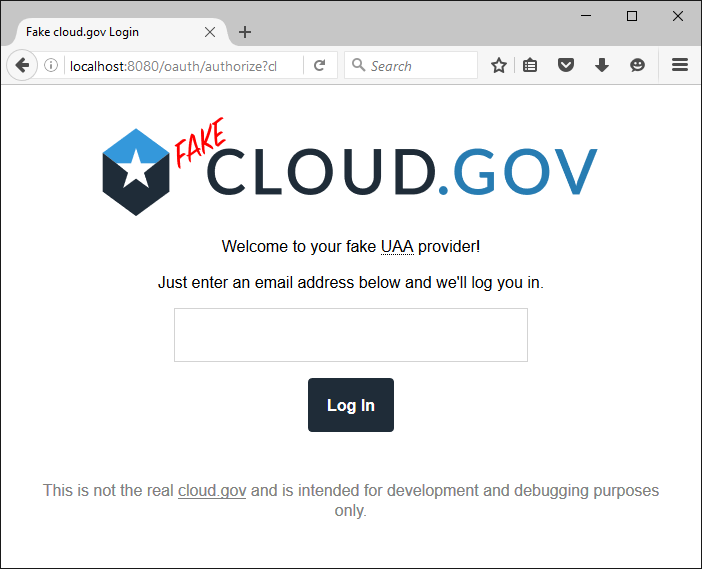 Fake cloud.gov Login
localhost:8080/oauth/authorize?cl
Search
FAKE
CLOUD.GOV
Welcome to your fake UAA provider!
Just enter an email address below and we'll log you in.
Log In
This is not the real cloud.gov and is intended for development and debugging purposes
only.